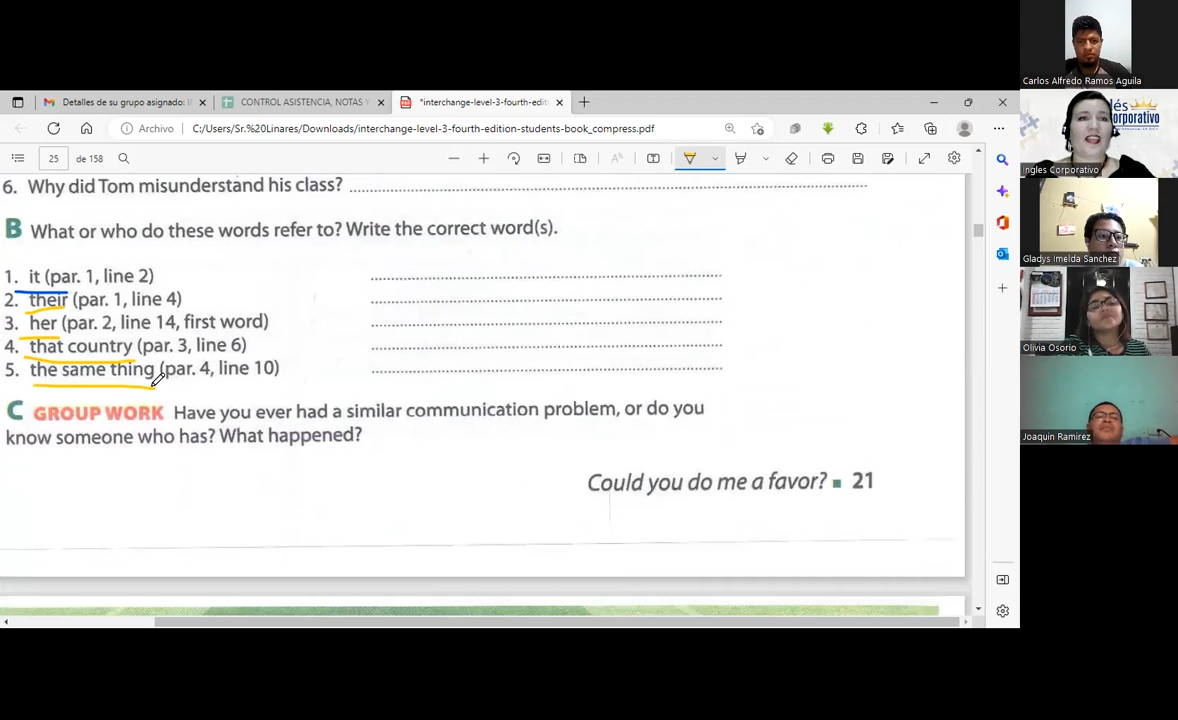 Detalles de su grupo asignado: I
CONTROL ASISTENCIA, NOTAS Y
*interchange-level-3-fourth-edit
Archivo
C:/Users/Sr.%20Linares/Downloads/interchange-level-3-fourth-edition-students-book_compress.pdf
25
de 158
6. Why did Tom misunderstand his class?
B What or who do these words refer to? Write the correct word(s).
1. it (par. 1, line 2)
2. their (par. 1, line 4)
3. her (par. 2, line 14, first word)
4. that country (par. 3, line 6)
5. the same thing (par. 4, line 10)
C GROUP WORK Have you ever had a similar communication problem, or do you
know someone who has? What happened?
Could you do me a favor? ■ 21
Carlos Alfredo Ramos Aguila
lés
orporativo
Ingles Corporativo
Gladys Imelda Sanchez
Olivia Osorio
Joaquin Ramirez